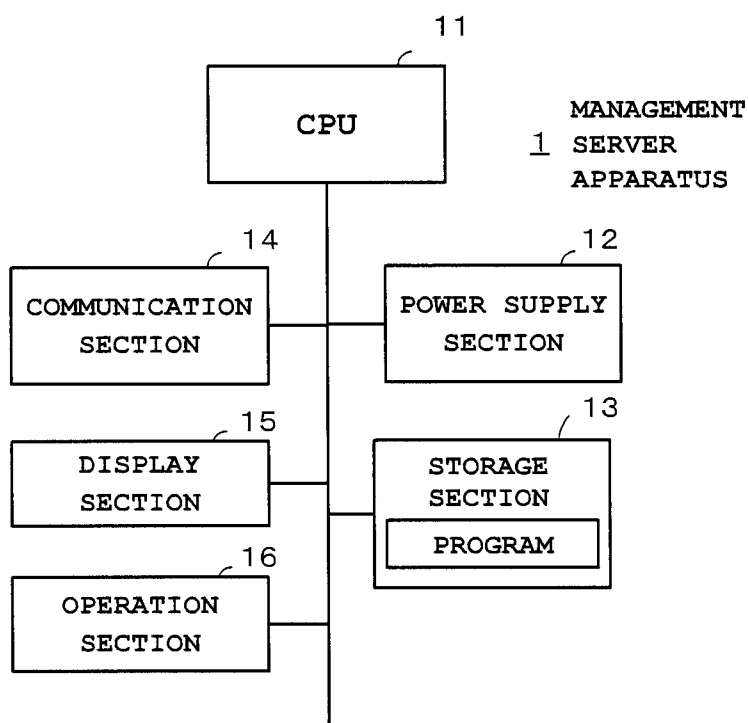 11
CPU
1 MANAGEMENT
SERVER
APPARATUS
14
COMMUNICATION
SECTION
12
POWER SUPPLY
SECTION
15
DISPLAY
SECTION
13
STORAGE
SECTION
PROGRAM
16
OPERATION
SECTION